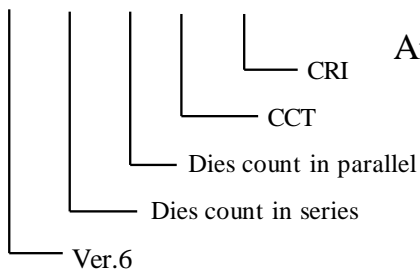 A
CRI
CCT
Dies count in parallel
Dies count in series
Ver.6